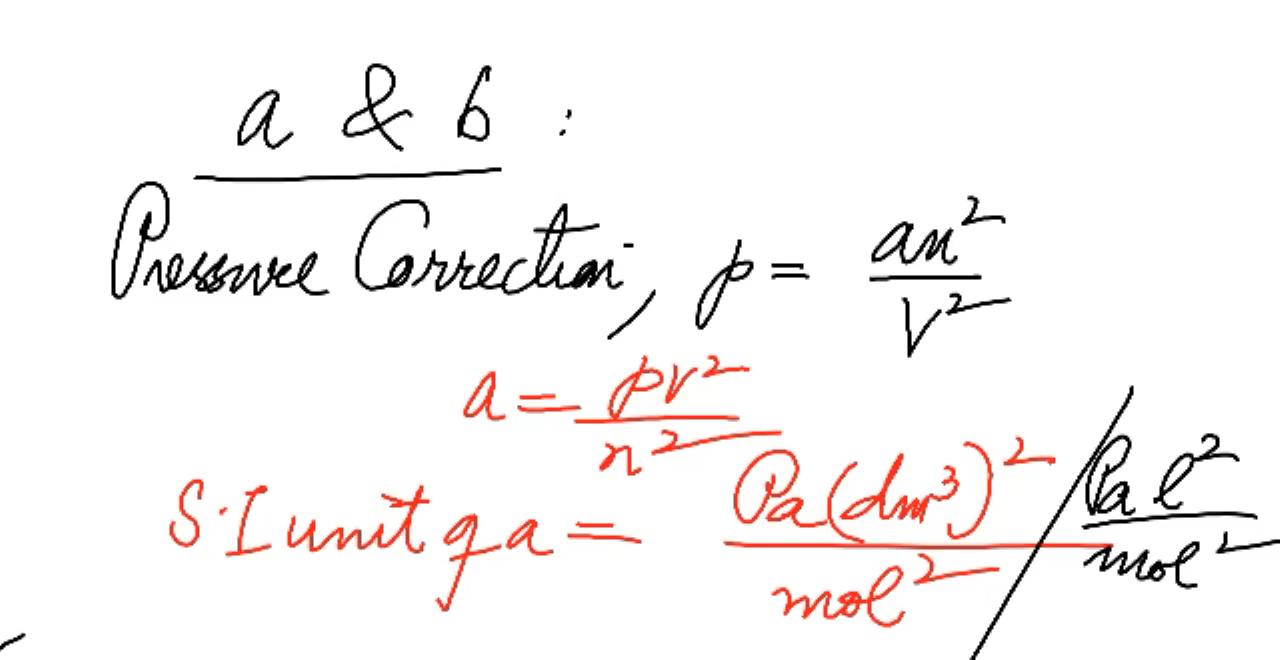 a & b :
Pressure Correction, p = an²/V²
a = pv²/n²
S.I unit of a = Pa(dm³)²/mol² / Pa l²/mol²